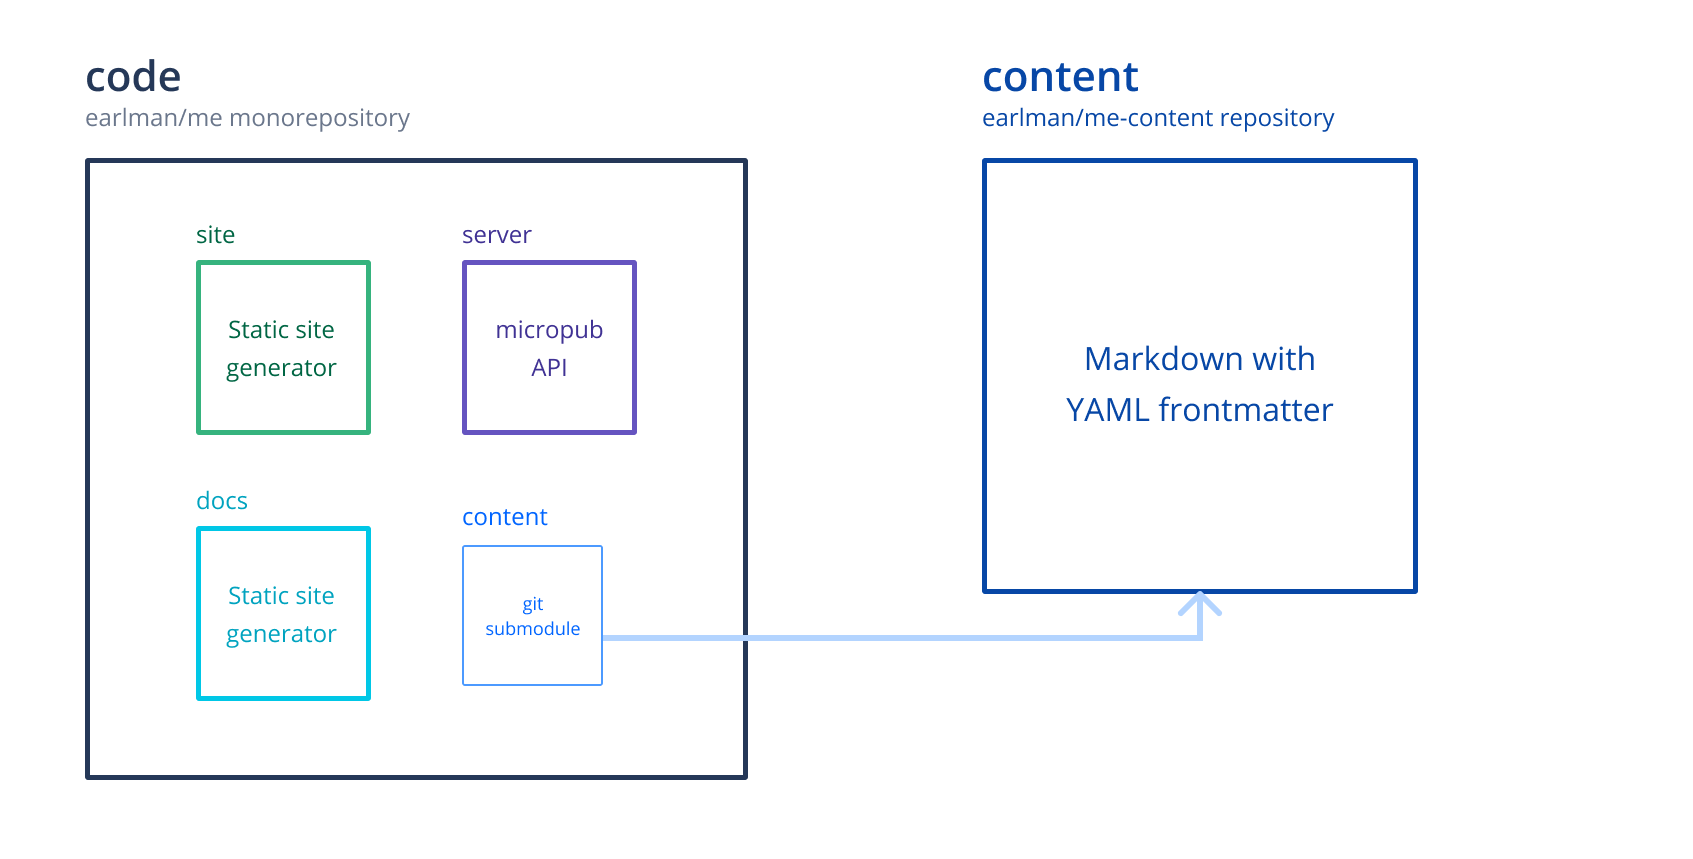 code
earlman/me monorepository
site
Static site
generator
server
micropub
API
docs
Static site
generator
content
git
submodule
content
earlman/me-content repository
Markdown with
YAML frontmatter